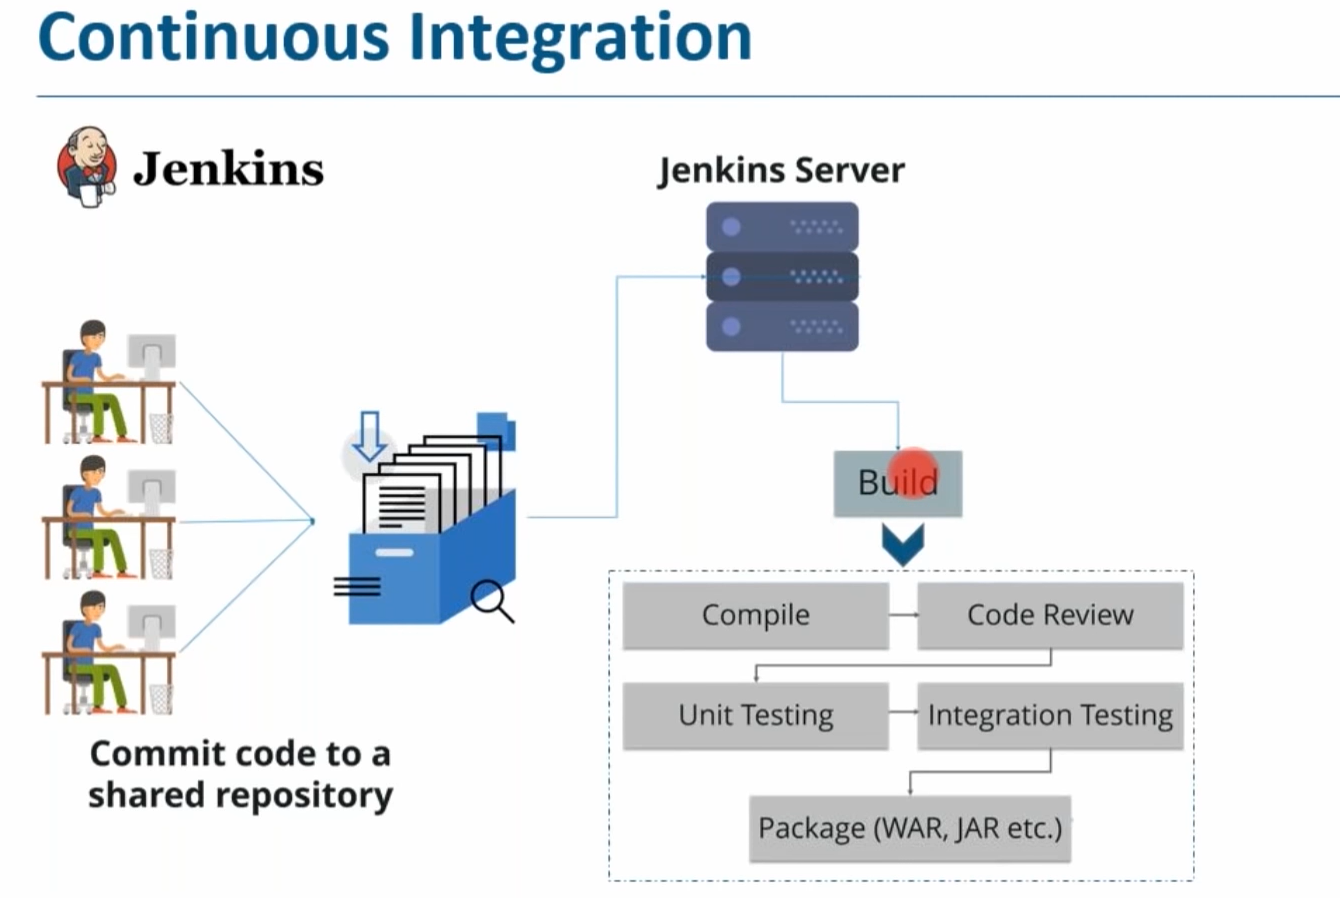 Continuous Integration
Jenkins
Jenkins Server
Build
Compile
Code Review
Unit Testing
Integration Testing
Package (WAR, JAR etc.)
Commit code to a
shared repository